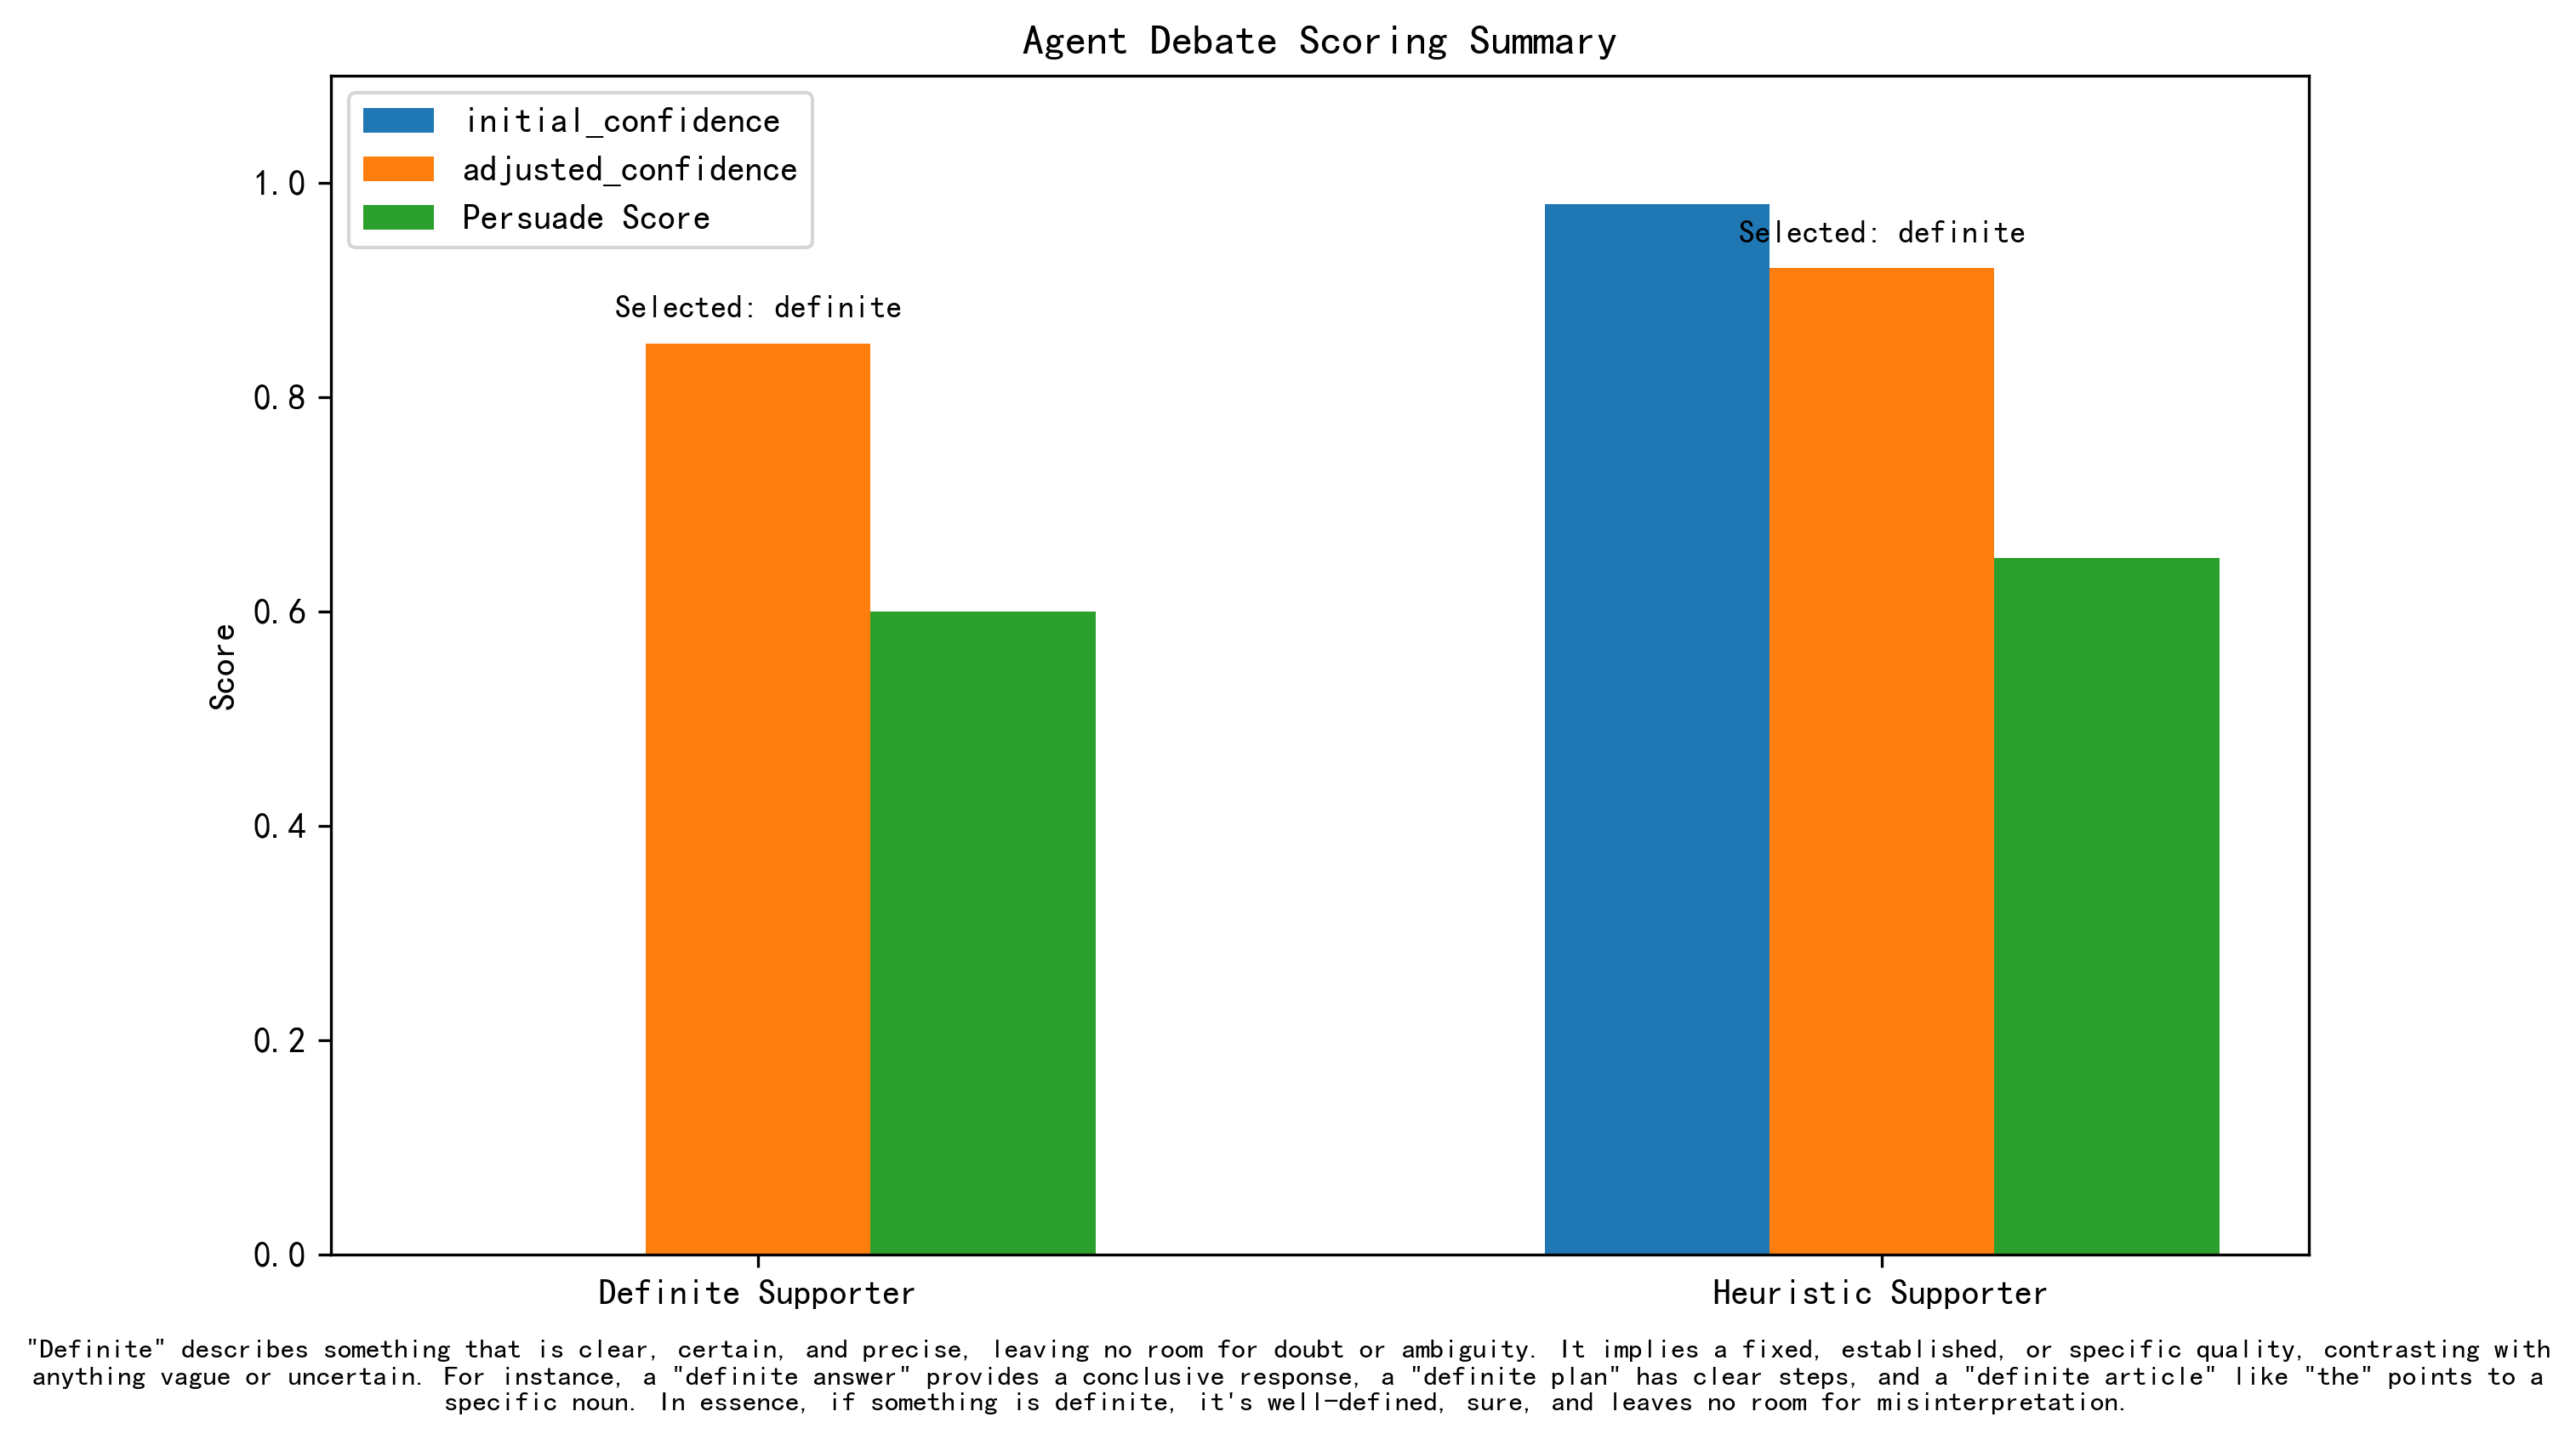 Agent Debate Scoring Summary
initial_confidence
adjusted_confidence
Persuade Score
1.0
0.8
0.6
0.4
0.2
0.0
Score
Selected: definite
Selected: definite
Definite Supporter
Heuristic Supporter
"Definite" describes something that is clear, certain, and precise, leaving no room for doubt or ambiguity. It implies a fixed, established, or specific quality, contrasting with
anything vague or uncertain. For instance, a "definite answer" provides a conclusive response, a "definite plan" has clear steps, and a "definite article" like "the" points to a
specific noun. In essence, if something is definite, it's well-defined, sure, and leaves no room for misinterpretation.